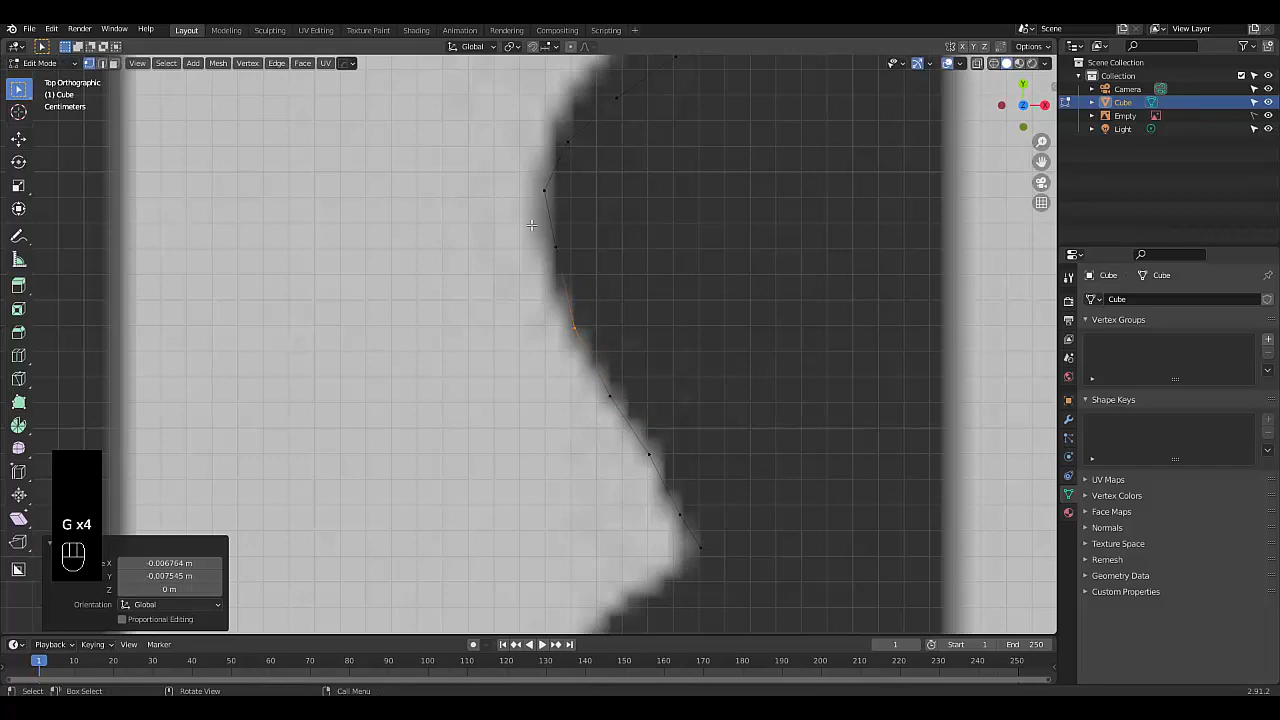 File Edit Render Window Help Layout Modeling Sculpting UV Editing Texture Paint Shading Animation Rendering Compositing Scripting Scene View Layer
Global X Y Z Options
Edit Mode View Select Add Mesh Vertex Edge Face UV
Top Orthographic
(1) Cube
Centimeters
Y
Z X
Scene Collection
Collection
Camera
Cube
Empty
Light
Cube Cube
Cube
Vertex Groups
Shape Keys
UV Maps
Vertex Colors
Face Maps
Normals
Texture Space
Remesh
Geometry Data
Custom Properties
G x4
X -0.006764 m
Y -0.007545 m
Z 0 m
Orientation Global
Proportional Editing
Playback Keying View Marker 1 Start 1 End 250
1 10 20 30 40 50 60 70 80 90 100 110 120 130 140 150 160 170 180 190 200 210 220 230 240 250
Select Box Select Rotate View Call Menu 2.91.2